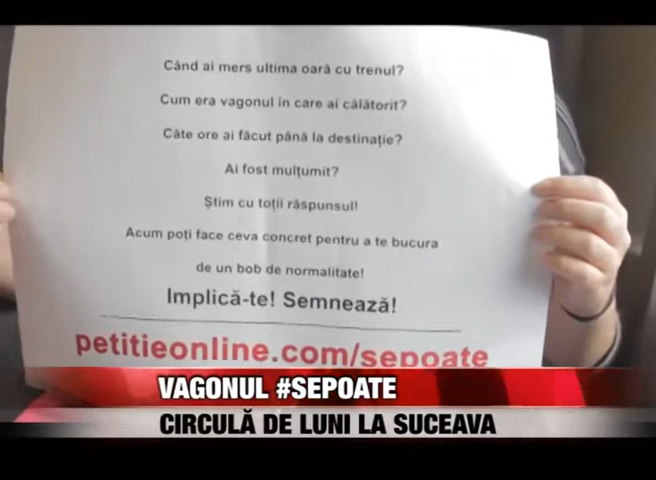 Când ai mers ultima oară cu trenul?
Cum era vagonul în care ai călătorit?
Câte ore ai făcut până la destinație?
Ai fost mulțumit?
Știm cu toții răspunsul!
Acum poți face ceva concret pentru a te bucura
de un bob de normalitate!
Implică-te! Semnează!
petitieonline.com/sepoate
VAGONUL #SEPOATE
CIRCULĂ DE LUNI LA SUCEAVA